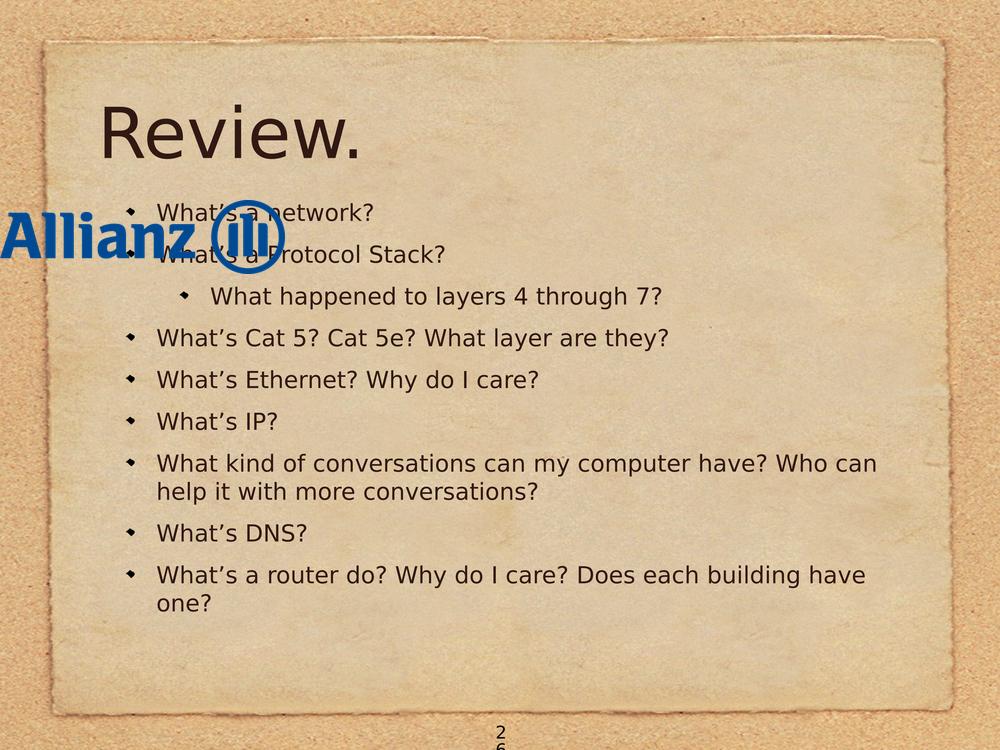 Review.
What’s a network?
Allianz
What’s a Protocol Stack?
What happened to layers 4 through 7?
What’s Cat 5? Cat 5e? What layer are they?
What’s Ethernet? Why do I care?
What’s IP?
What kind of conversations can my computer have? Who can
help it with more conversations?
What’s DNS?
What’s a router do? Why do I care? Does each building have
one?
2
6